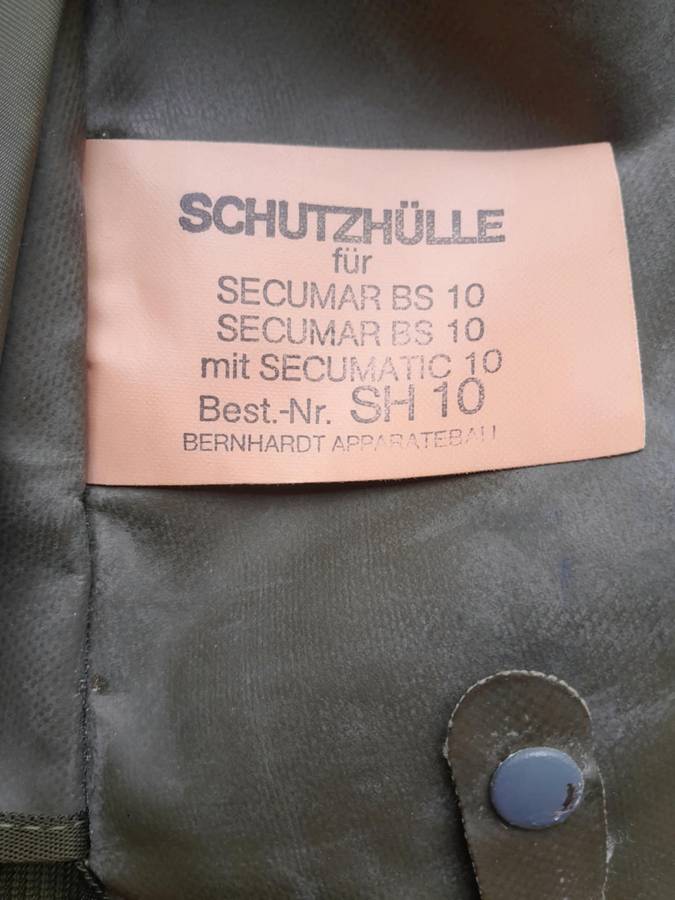 SCHUTZHÜLLE
für
SECUMAR BS 10
SECUMAR BS 10
mit SECUMATIC 10
Best.-Nr. SH 10
BERNHARDT APPARATEBAU